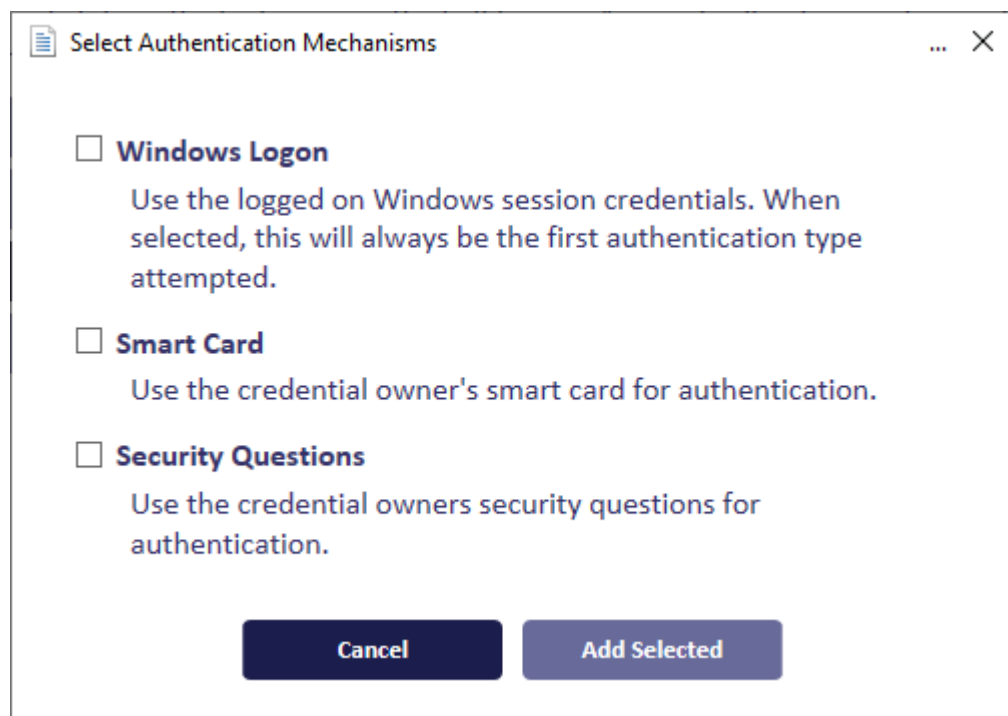 Select Authentication Mechanisms
...
Windows Logon
Use the logged on Windows session credentials. When
selected, this will always be the first authentication type
attempted.
Smart Card
Use the credential owner's smart card for authentication.
Security Questions
Use the credential owners security questions for
authentication.
Cancel
Add Selected